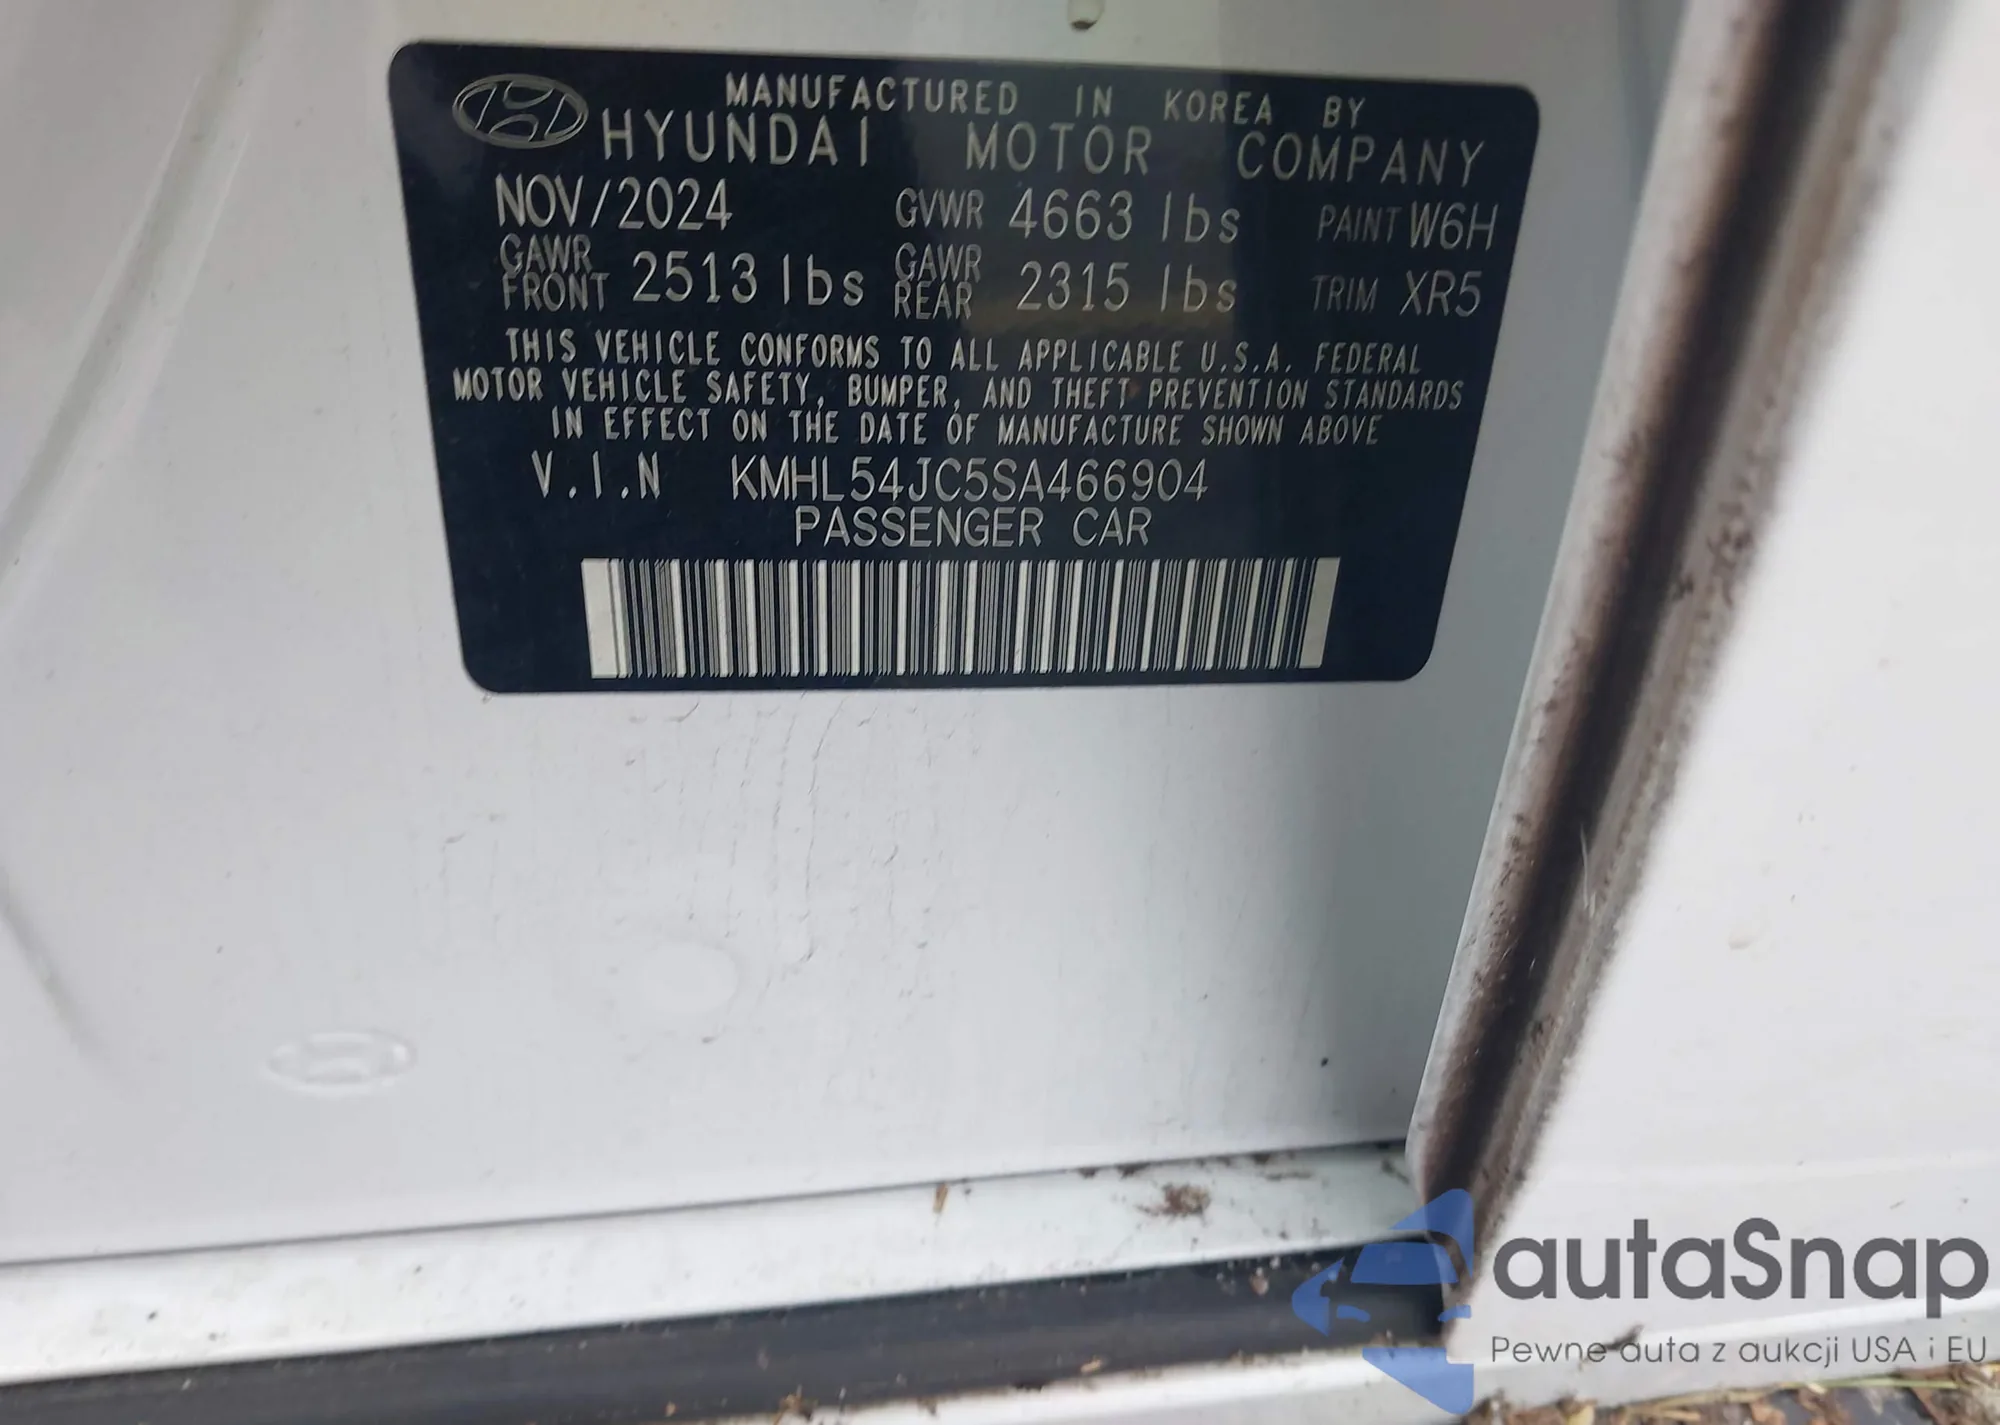 MANUFACTURED IN KOREA BY
HYUNDAI MOTOR COMPANY
NOV/2024 GVWR 4663 lbs PAINT W6H
GAWR FRONT 2513 lbs GAWR REAR 2315 lbs TRIM XR5
THIS VEHICLE CONFORMS TO ALL APPLICABLE U.S.A. FEDERAL
MOTOR VEHICLE SAFETY, BUMPER, AND THEFT PREVENTION STANDARDS
IN EFFECT ON THE DATE OF MANUFACTURE SHOWN ABOVE
V.I.N KMHL54JC5SA466904
PASSENGER CAR
autaSnap
Pewne auta z aukcji USA i EU